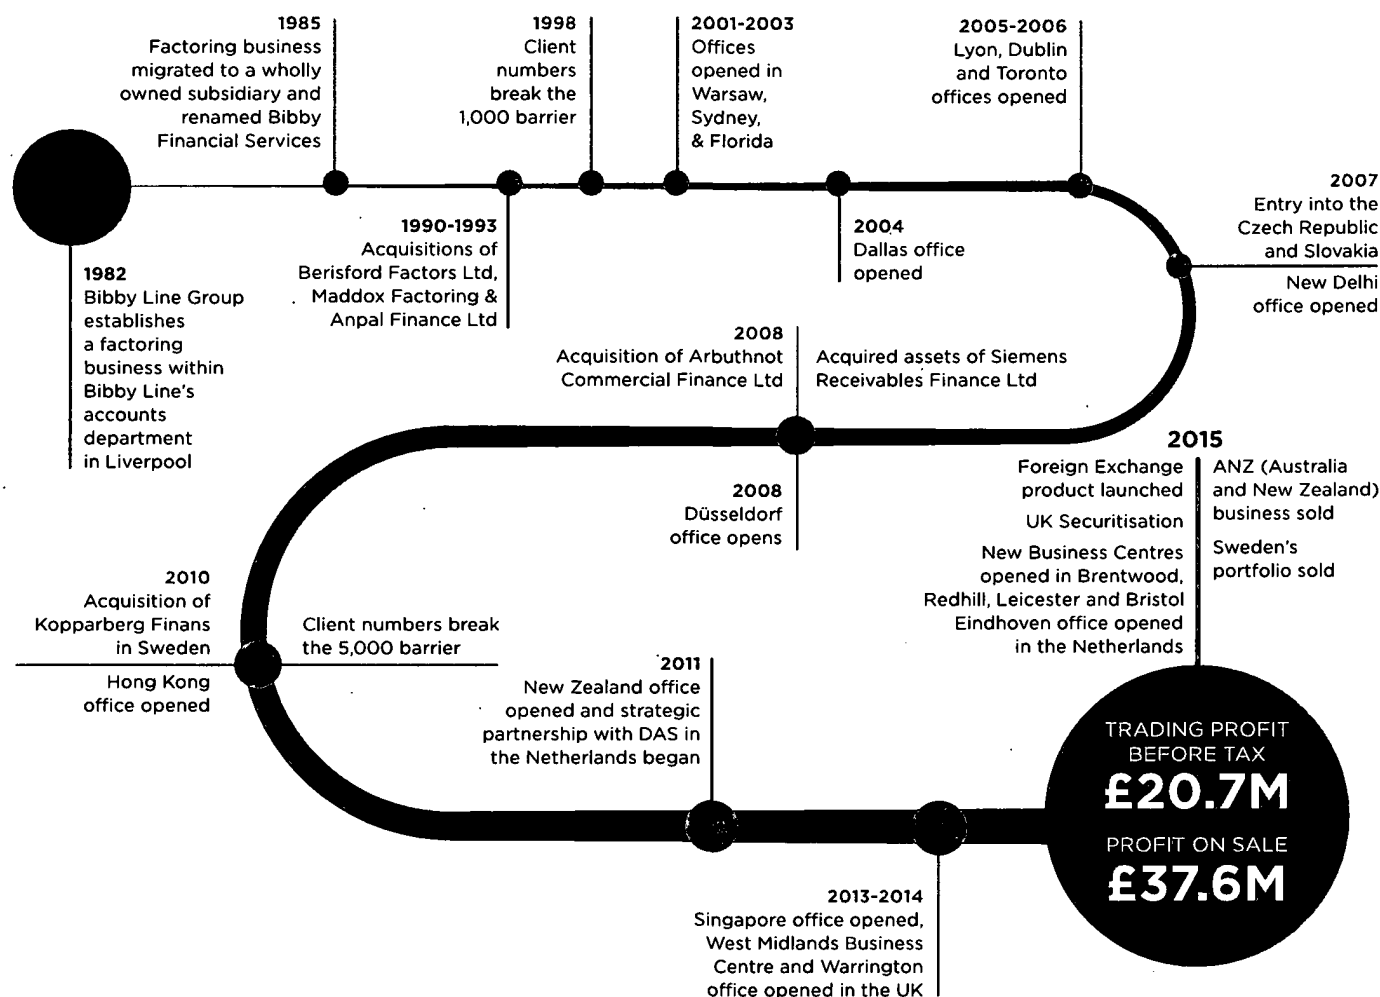 1985
Factoring business
migrated to a wholly
owned subsidiary and
renamed Bibby
Financial Services
1998
Client
numbers
break the
1,000 barrier
2001-2003
Offices
opened in
Warsaw,
Sydney,
& Florida
2005-2006
Lyon, Dublin
and Toronto
offices opened
1982
Bibby Line Group
establishes
a factoring
business within
Bibby Line's
accounts
department
in Liverpool
1990-1993
Acquisitions of
Berisford Factors Ltd,
Maddox Factoring &
Anpal Finance Ltd
2004
Dallas office
opened
2007
Entry into the
Czech Republic
and Slovakia
New Delhi
office opened
2008
Acquisition of Arbuthnot
Commercial Finance Ltd
Acquired assets of Siemens
Receivables Finance Ltd
2008
Düsseldorf
office opens
2010
Acquisition of
Kopparberg Finans
in Sweden
Hong Kong
office opened
Client numbers break
the 5,000 barrier
2011
New Zealand office
opened and strategic
partnership with DAS in
the Netherlands began
2013-2014
Singapore office opened,
West Midlands Business
Centre and Warrington
office opened in the UK
2015
Foreign Exchange
product launched
UK Securitisation
New Business Centres
opened in Brentwood,
Redhill, Leicester and Bristol
Eindhoven office opened
in the Netherlands
ANZ (Australia
and New Zealand)
business sold
Sweden's
portfolio sold
TRADING PROFIT
BEFORE TAX
£20.7M
PROFIT ON SALE
£37.6M